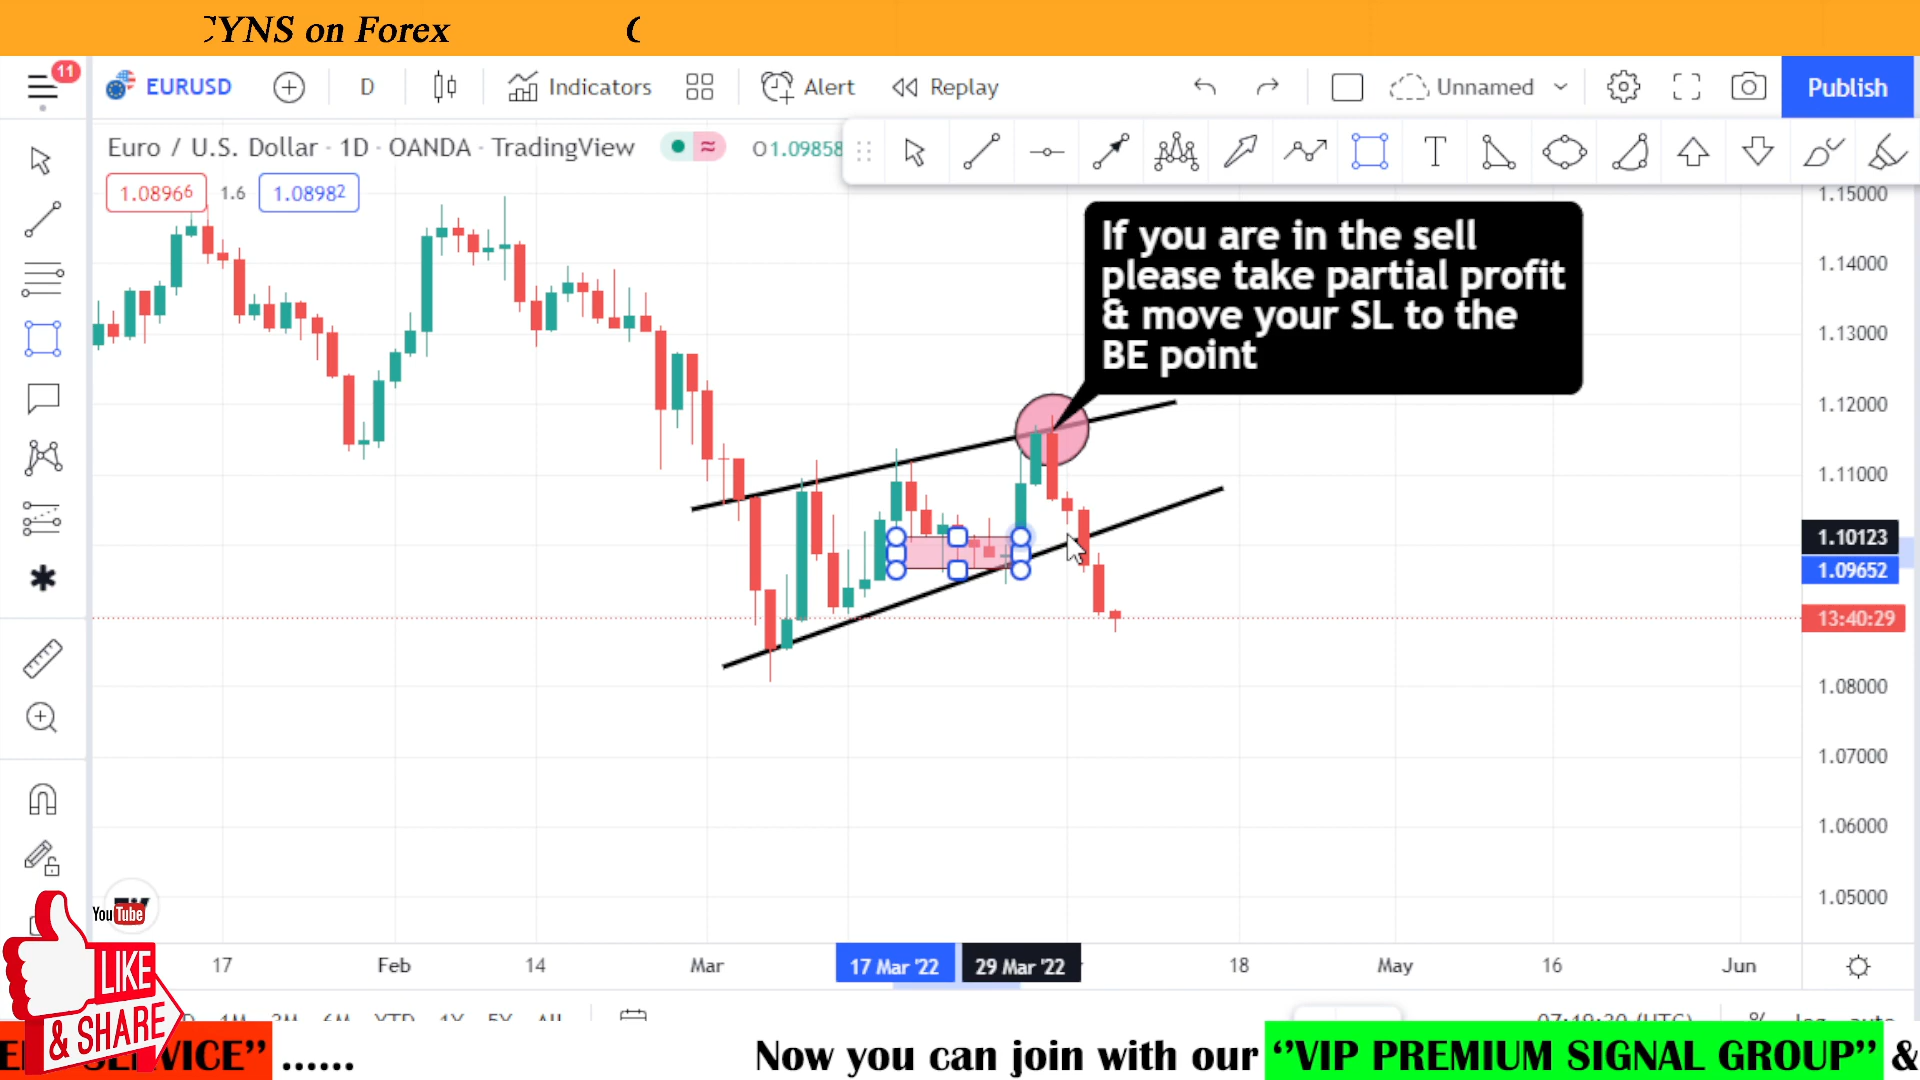 CYNS on Forex
11
EURUSD
D
Indicators
Alert
Replay
Unnamed
Publish
Euro / U.S. Dollar · 1D · OANDA · TradingView
O1.09858
1.08966
1.6
1.08982
If you are in the sell
please take partial profit
& move your SL to the
BE point
1.15000
1.14000
1.13000
1.12000
1.11000
1.10123
1.09652
13:40:29
1.08000
1.07000
1.06000
1.05000
17
Feb
14
Mar
17 Mar '22
29 Mar '22
18
May
16
Jun
YouTube
LIKE
& SHARE
Now you can join with our ‘‘VIP PREMIUM SIGNAL GROUP’’ &